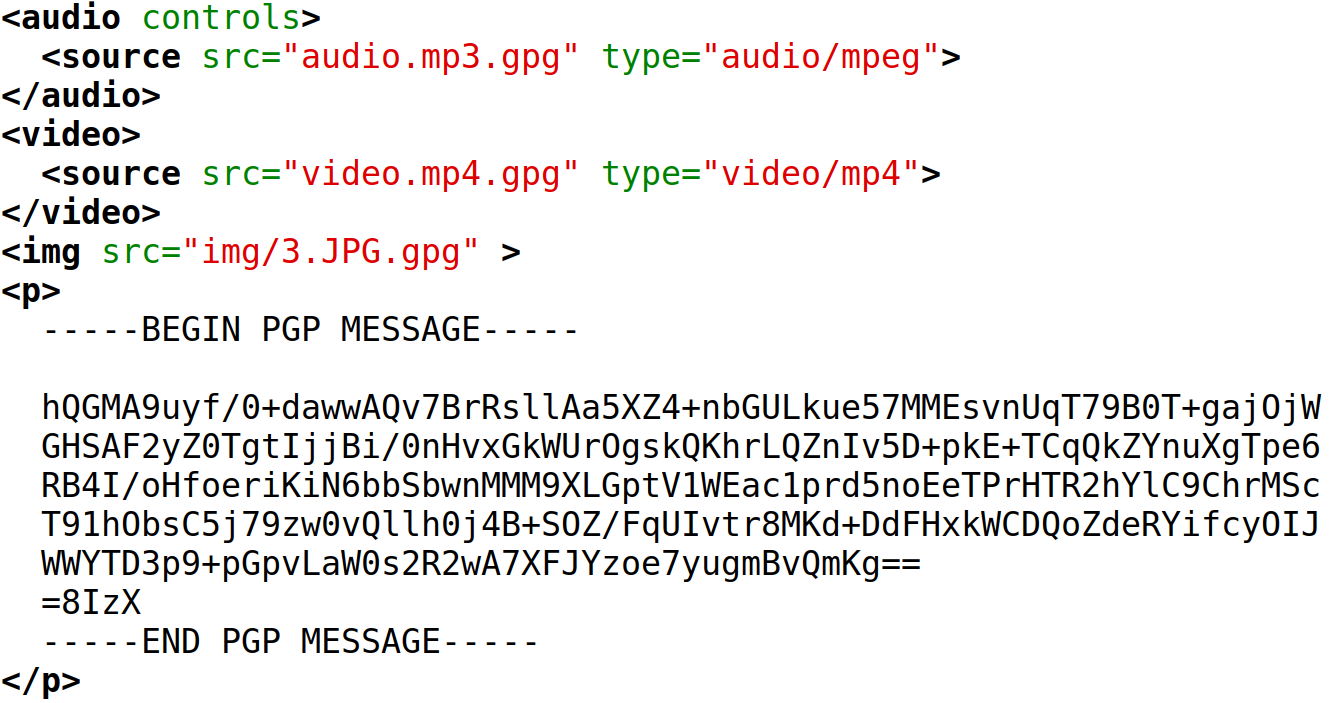 <audio controls>
  <source src="audio.mp3.gpg" type="audio/mpeg">
</audio>
<video>
  <source src="video.mp4.gpg" type="video/mp4">
</video>
<img src="img/3.JPG.gpg" >
<p>
  -----BEGIN PGP MESSAGE-----

  hQGMA9uyf/0+dawwAQv7BrRsllAa5XZ4+nbGULkue57MMEsvnUqT79B0T+gajOjW
  GHSAF2yZ0TgtIjjBi/0nHvxGkWUrOgskQKhrLQZnIv5D+pkE+TCqQkZYnuXgTpe6
  RB4I/oHfoeriKiN6bbSbwnMMM9XLGptV1WEac1prd5noEeTPrHTR2hYlC9ChrMSc
  T91hObsC5j79zw0vQllh0j4B+SOZ/FqUIvtr8MKd+DdFHxkWCDQoZdeRYifcyOIJ
  WWYTD3p9+pGpvLaW0s2R2wA7XFJYzoe7yugmBvQmKg==
  =8IzX
  -----END PGP MESSAGE-----
</p>